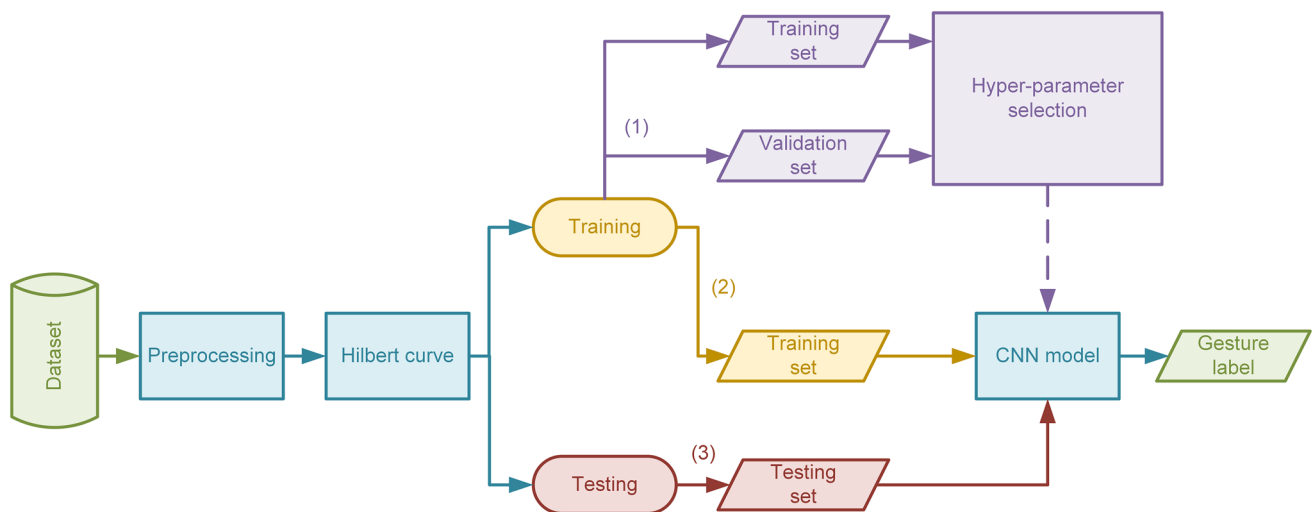 Training
set
Hyper-parameter
selection
(1)
Validation
set
Training
(2)
Dataset
Preprocessing
Hilbert curve
Training
set
CNN model
Gesture
label
(3)
Testing
Testing
set